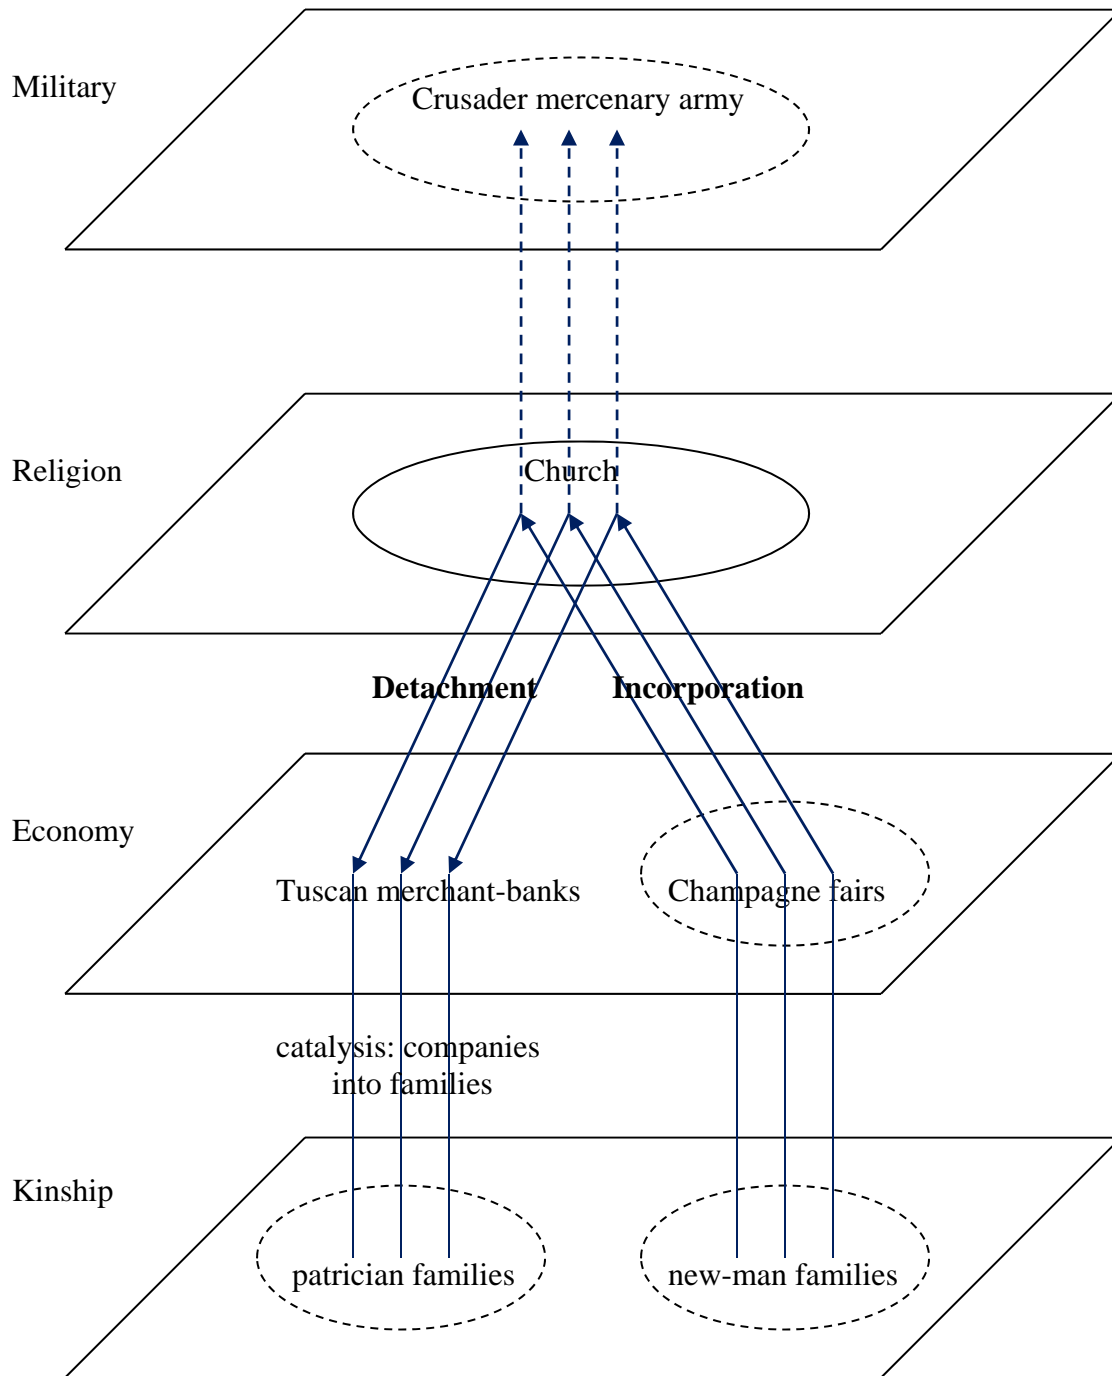 Military
Crusader mercenary army
Religion
Church
Detachment
Incorporation
Economy
Tuscan merchant-banks
Champagne fairs
catalysis: companies
into families
Kinship
patrician families
new-man families